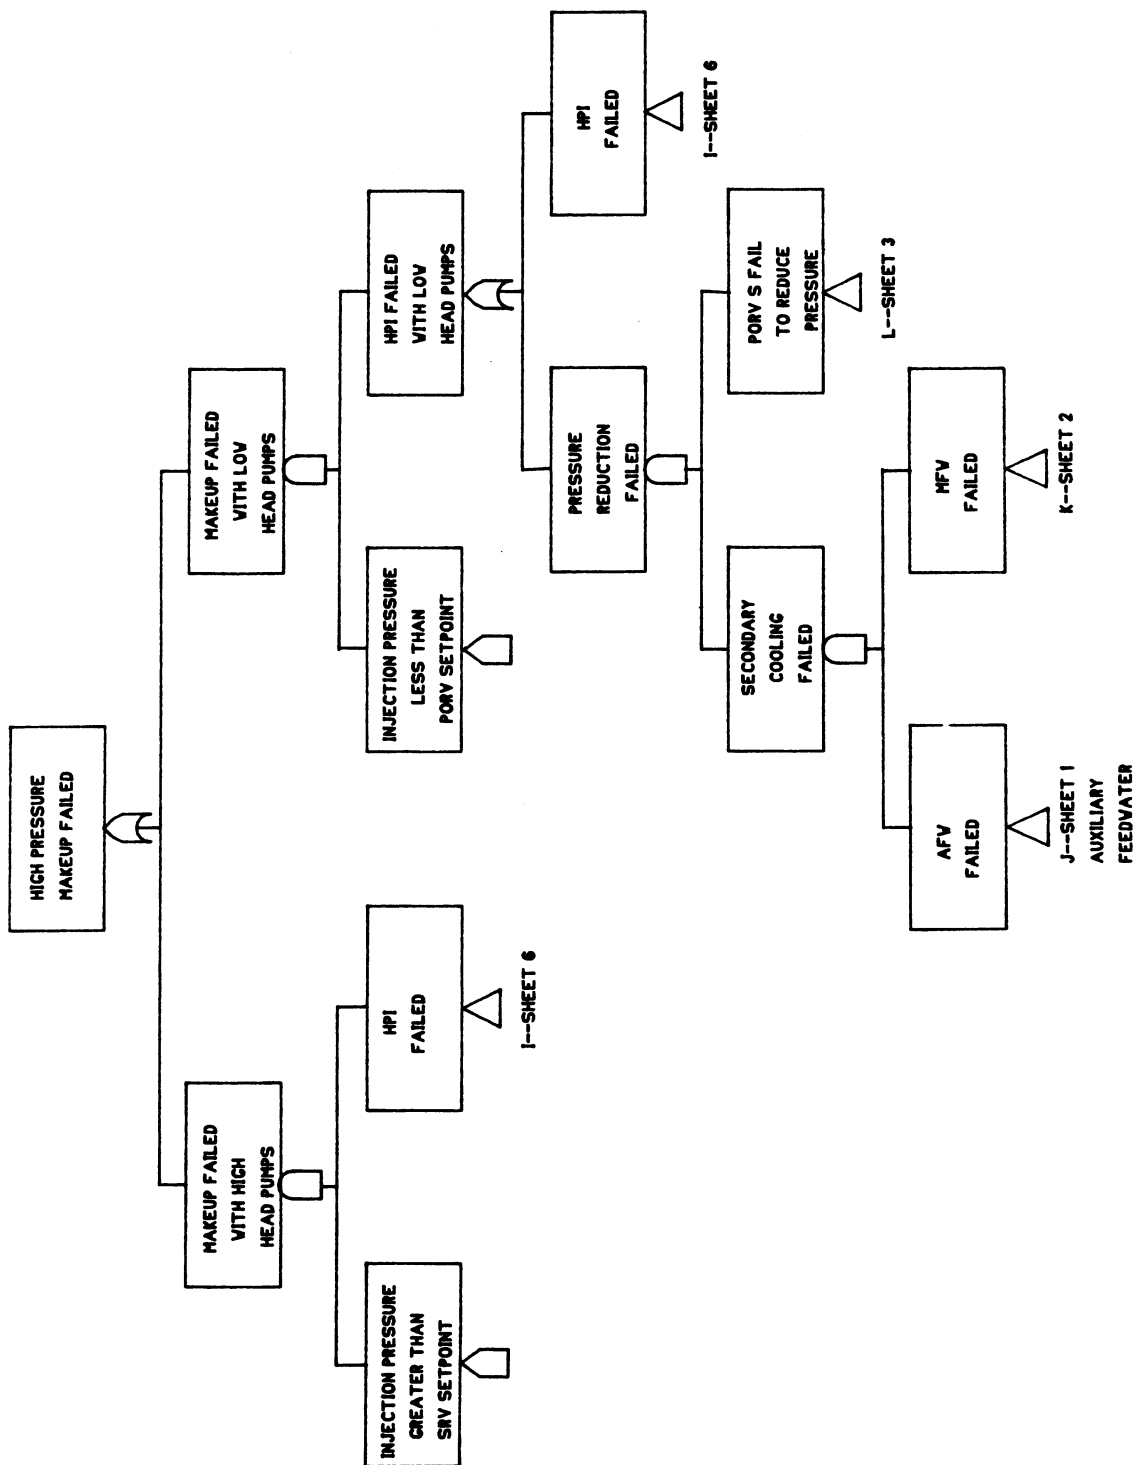 HIGH PRESSURE
MAKEUP FAILED
MAKEUP FAILED
WITH HIGH
HEAD PUMPS
MAKEUP FAILED
WITH LOW
HEAD PUMPS
INJECTION PRESSURE
GREATER THAN
SRV SETPOINT
HPI
FAILED
I--SHEET 6
INJECTION PRESSURE
LESS THAN
PORV SETPOINT
HPI FAILED
WITH LOW
HEAD PUMPS
PRESSURE
REDUCTION
FAILED
HPI
FAILED
I--SHEET 6
SECONDARY
COOLING
FAILED
PORV S FAIL
TO REDUCE
PRESSURE
L--SHEET 3
AFW
FAILED
J--SHEET 1
AUXILIARY
FEEDWATER
MFW
FAILED
K--SHEET 2